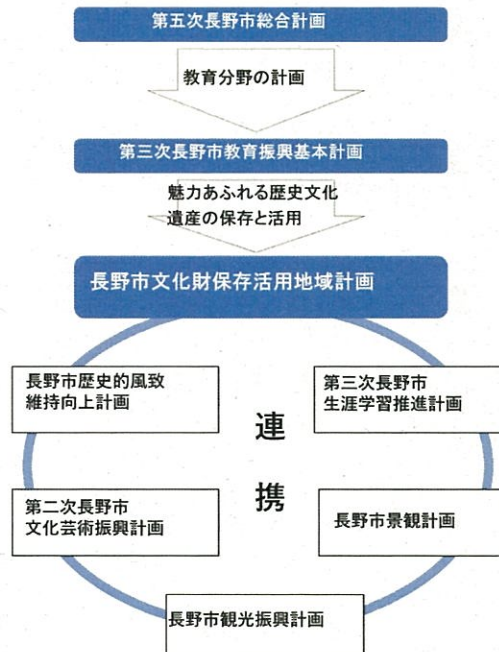 第五次長野市総合計画
教育分野の計画
第三次長野市教育振興基本計画
魅力あふれる歴史文化
遺産の保存と活用
長野市文化財保存活用地域計画
長野市歴史的風致
維持向上計画
第三次長野市
生涯学習推進計画
連
携
第二次長野市
文化芸術振興計画
長野市景観計画
長野市観光振興計画